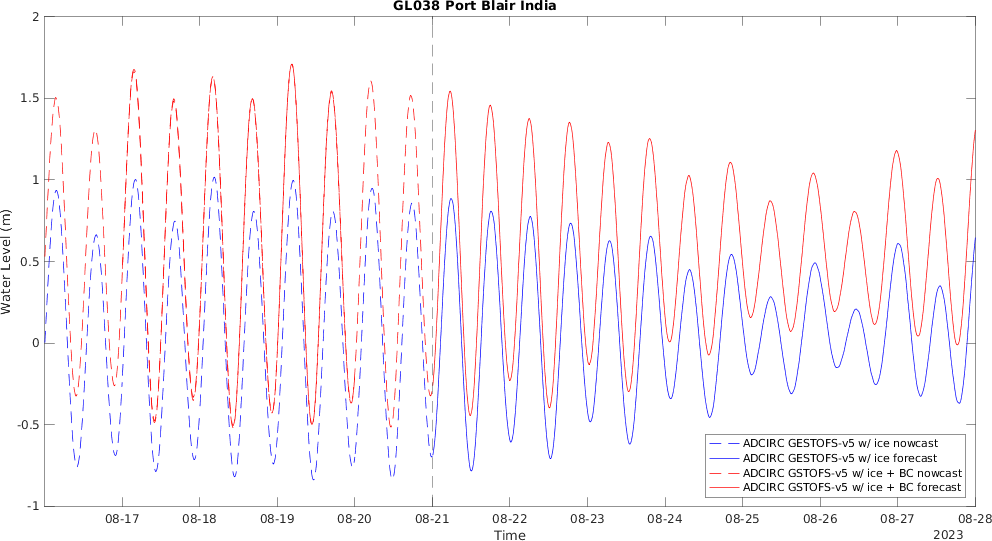 GL038 Port Blair India
2
1.5
1
0.5
0
-0.5
-1
Water Level (m)
ADCIRC GESTOFS-v5 w/ ice nowcast
ADCIRC GESTOFS-v5 w/ ice forecast
ADCIRC GSTOFS-v5 w/ ice + BC nowcast
ADCIRC GSTOFS-v5 w/ ice + BC forecast
08-17 08-18 08-19 08-20 08-21 08-22 08-23 08-24 08-25 08-26 08-27 08-28
Time
2023